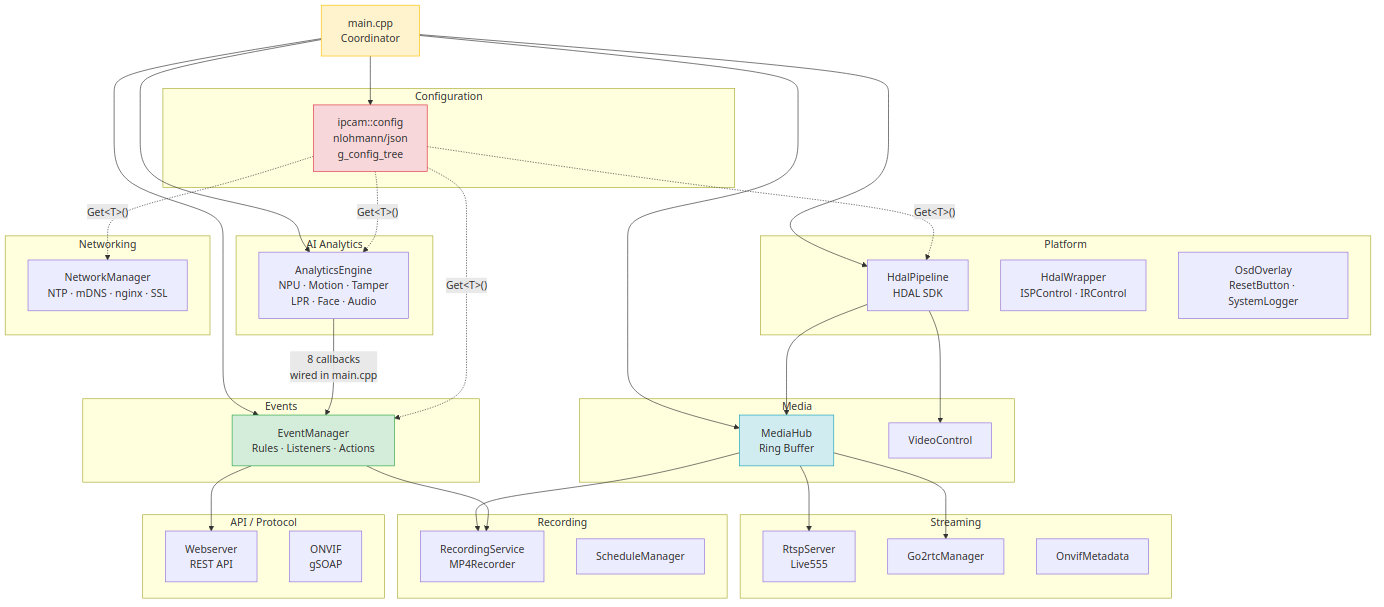 main.cpp
Coordinator
Configuration
ipcam::config
nlohmann/json
g_config_tree
Get<T>()
Get<T>()
Get<T>()
Get<T>()
Networking
NetworkManager
NTP · mDNS · nginx · SSL
AI Analytics
AnalyticsEngine
NPU · Motion · Tamper
LPR · Face · Audio
Platform
HdalPipeline
HDAL SDK
HdalWrapper
ISPControl · IRControl
OsdOverlay
ResetButton ·
SystemLogger
8 callbacks
wired in main.cpp
Events
EventManager
Rules · Listeners · Actions
Media
MediaHub
Ring Buffer
VideoControl
API / Protocol
Webserver
REST API
ONVIF
gSOAP
Recording
RecordingService
MP4Recorder
ScheduleManager
Streaming
RtspServer
Live555
Go2rtcManager
OnvifMetadata